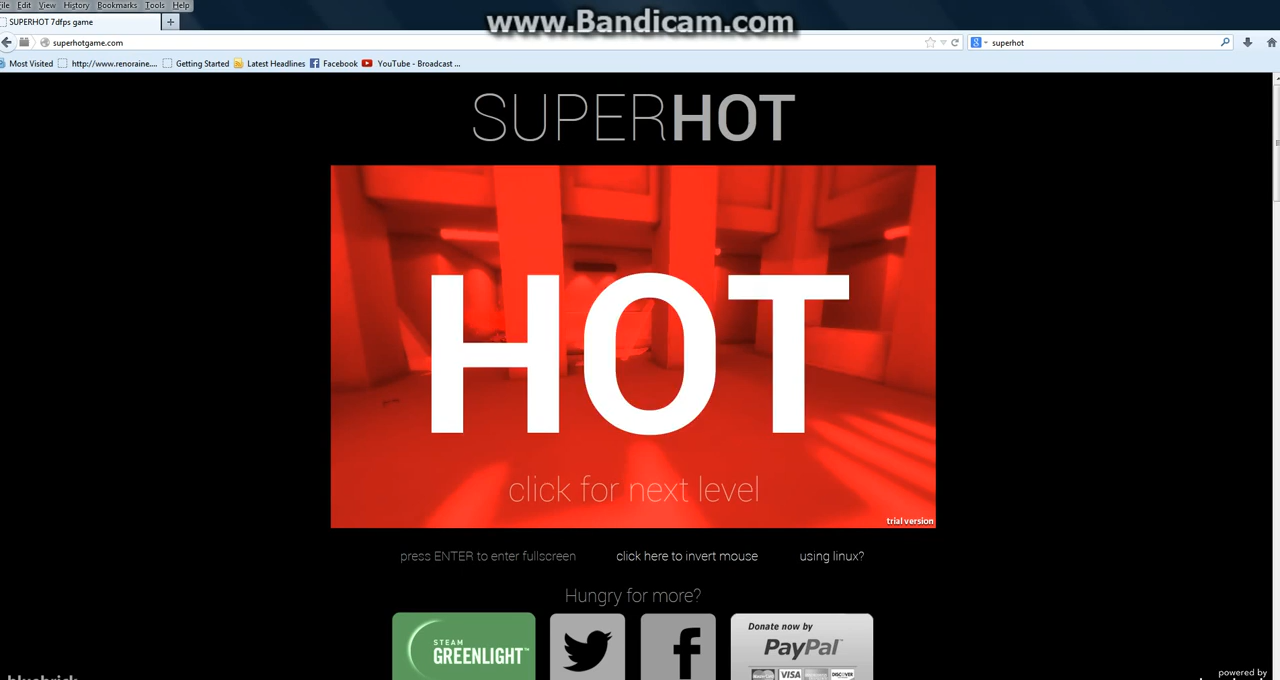 File Edit View History Bookmarks Tools Help
www.Bandicam.com
SUPERHOT 7dfps game
superhotgame.com
superhot
Most Visited http://www.renoraine.... Getting Started Latest Headlines Facebook YouTube - Broadcast ...
SUPERHOT
HOT
click for next level
trial version
press ENTER to enter fullscreen click here to invert mouse using linux?
Hungry for more?
STEAM GREENLIGHT™
Donate now by
PayPal™
VISA DISCOVER
powered by